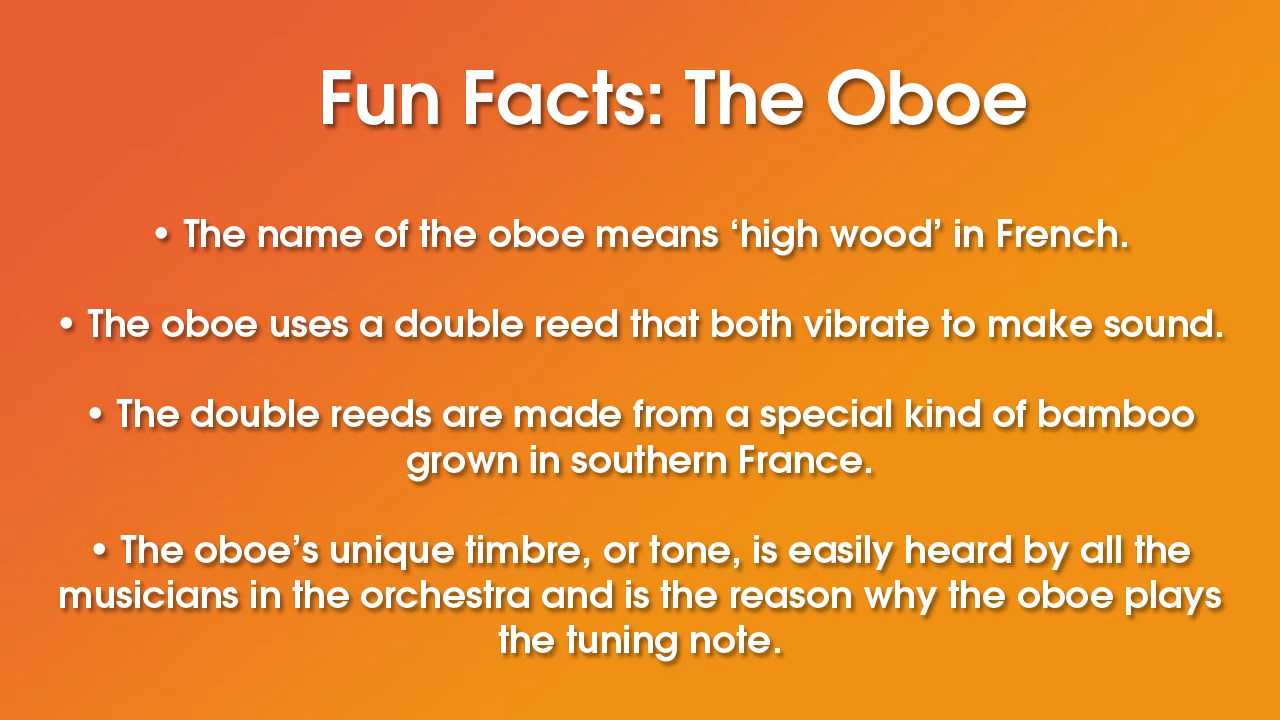 Fun Facts: The Oboe
• The name of the oboe means ‘high wood’ in French.
• The oboe uses a double reed that both vibrate to make sound.
• The double reeds are made from a special kind of bamboo
grown in southern France.
• The oboe’s unique timbre, or tone, is easily heard by all the
musicians in the orchestra and is the reason why the oboe plays
the tuning note.